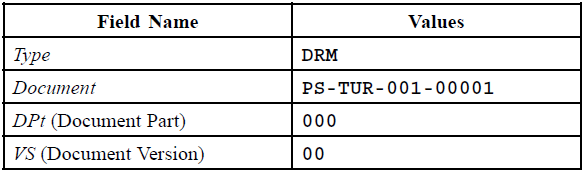 Field Name Values
Type DRM
Document PS-TUR-001-00001
DPt (Document Part) 000
VS (Document Version) 00